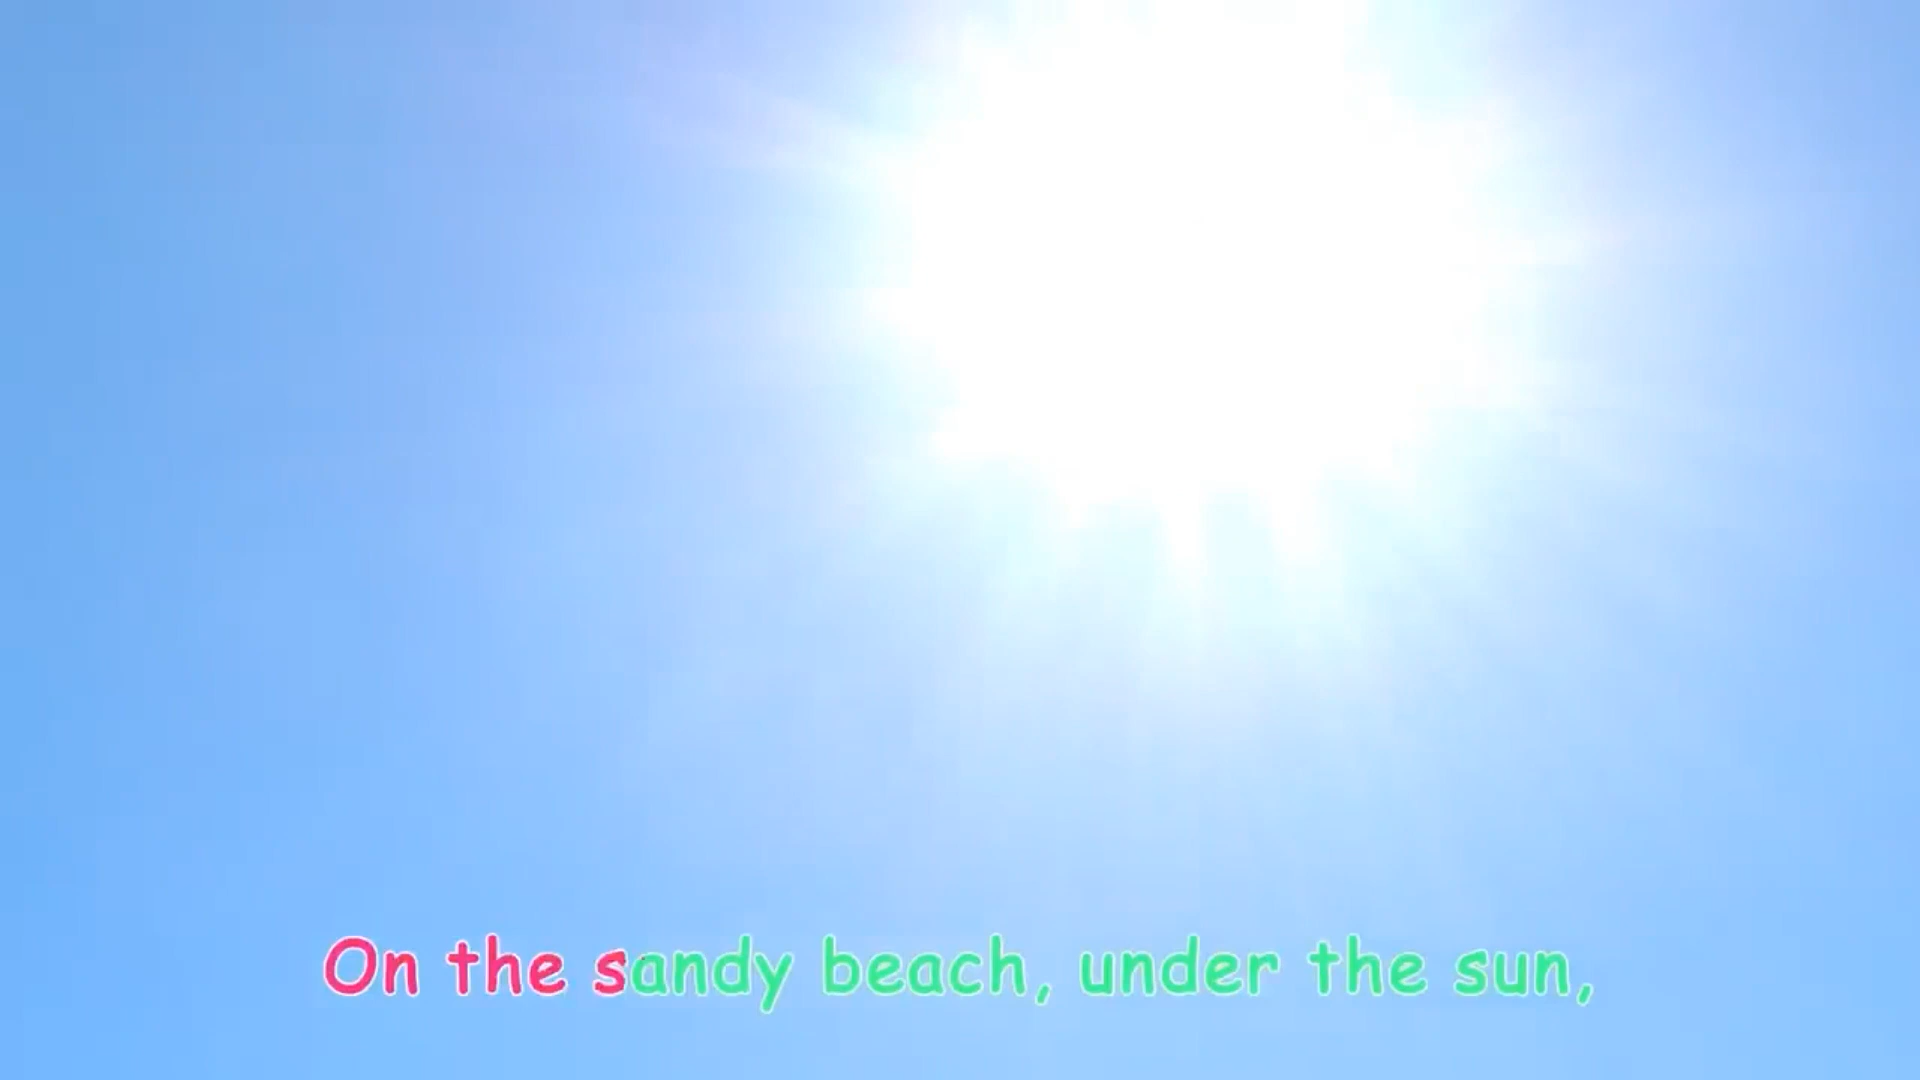 On the sandy beach, under the sun,